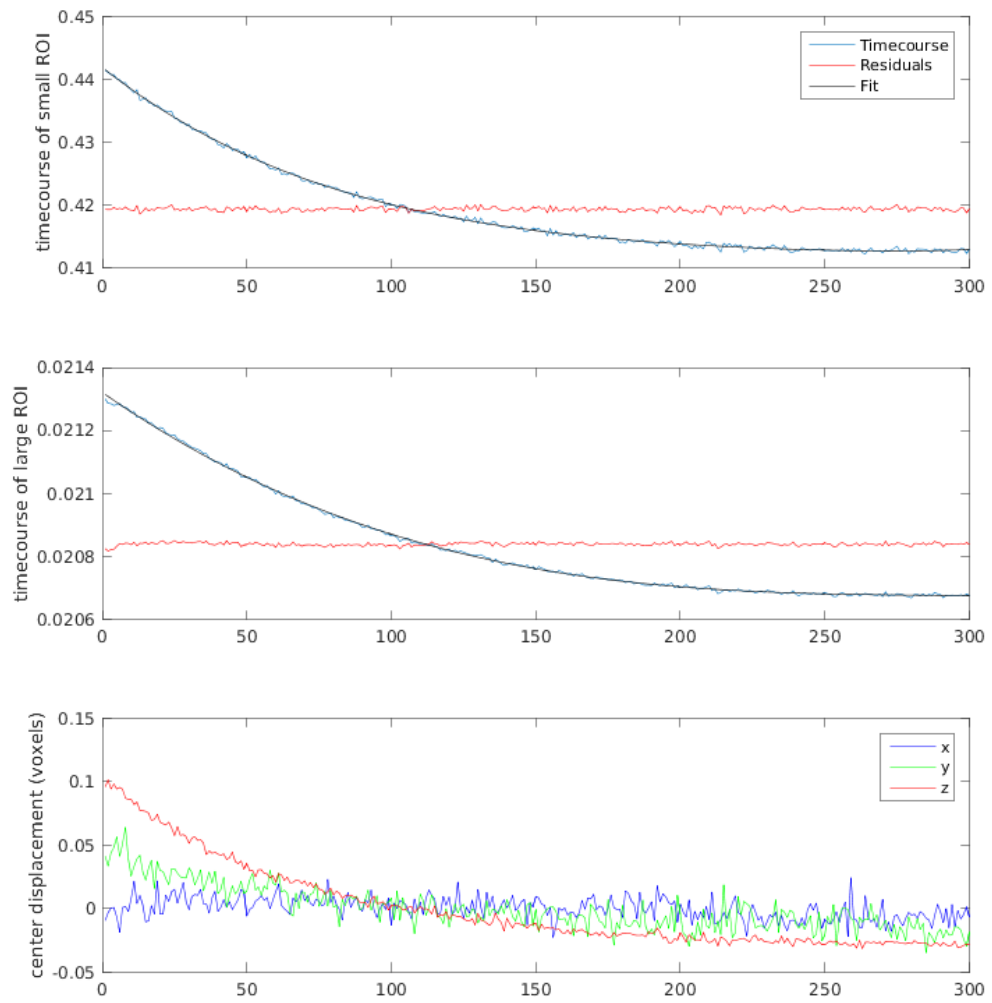 timecourse of small ROI
0.45
0.44
0.43
0.42
0.41
0 50 100 150 200 250 300
Timecourse
Residuals
Fit
timecourse of large ROI
0.0214
0.0212
0.021
0.0208
0.0206
0 50 100 150 200 250 300
center displacement (voxels)
0.15
0.1
0.05
0
-0.05
0 50 100 150 200 250 300
x
y
z